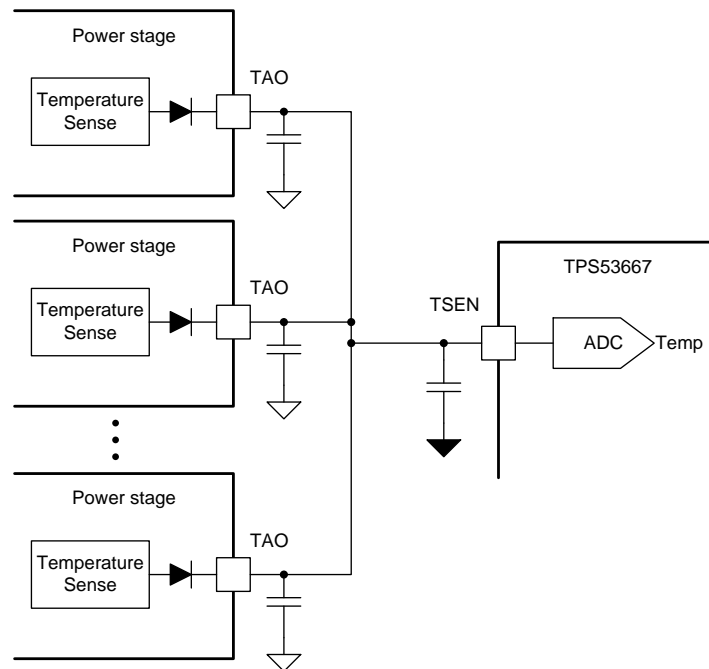 Power stage
TAO
Temperature
Sense
Power stage
TAO
Temperature
Sense
TPS53667
TSEN
ADC
Temp
Power stage
TAO
Temperature
Sense